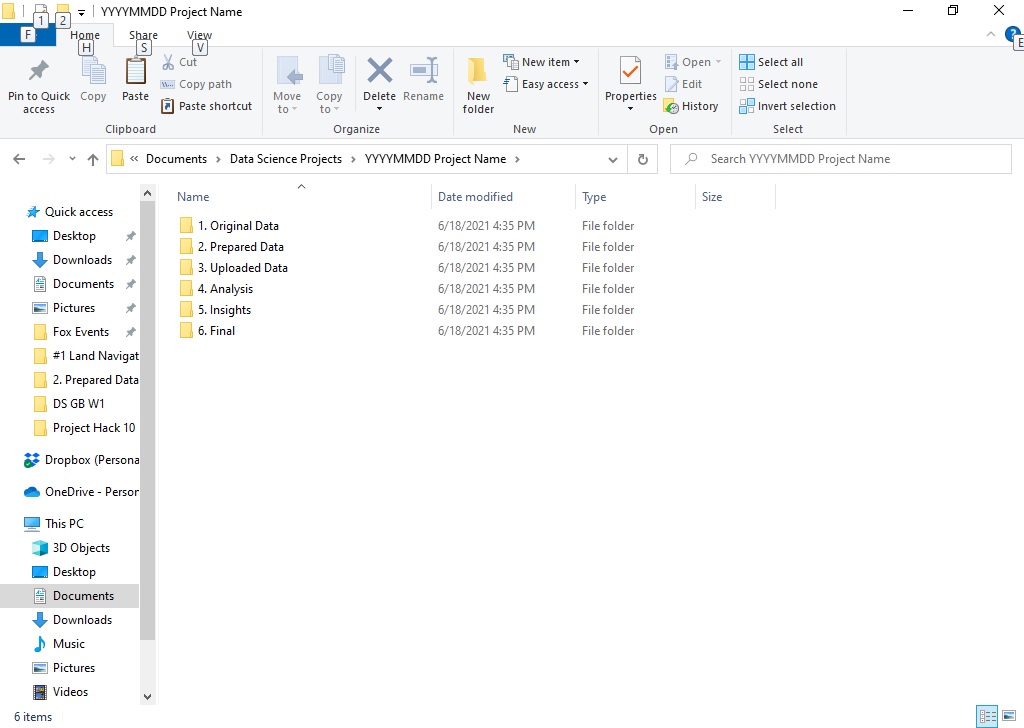 1 2 YYYYMMDD Project Name
F Home Share View
H S V E
Pin to Quick access
Copy
Paste
Cut
Copy path
Paste shortcut
Clipboard
Move to
Copy to
Delete
Rename
Organize
New folder
New item
Easy access
New
Properties
Open
Edit
History
Open
Select all
Select none
Invert selection
Select
« Documents › Data Science Projects › YYYYMMDD Project Name ›
Search YYYYMMDD Project Name
Quick access
Desktop
Downloads
Documents
Pictures
Fox Events
#1 Land Navigat
2. Prepared Data
DS GB W1
Project Hack 10
Dropbox (Persona
OneDrive - Person
This PC
3D Objects
Desktop
Documents
Downloads
Music
Pictures
Videos
Name Date modified Type Size
1. Original Data 6/18/2021 4:35 PM File folder
2. Prepared Data 6/18/2021 4:35 PM File folder
3. Uploaded Data 6/18/2021 4:35 PM File folder
4. Analysis 6/18/2021 4:35 PM File folder
5. Insights 6/18/2021 4:35 PM File folder
6. Final 6/18/2021 4:35 PM File folder
6 items